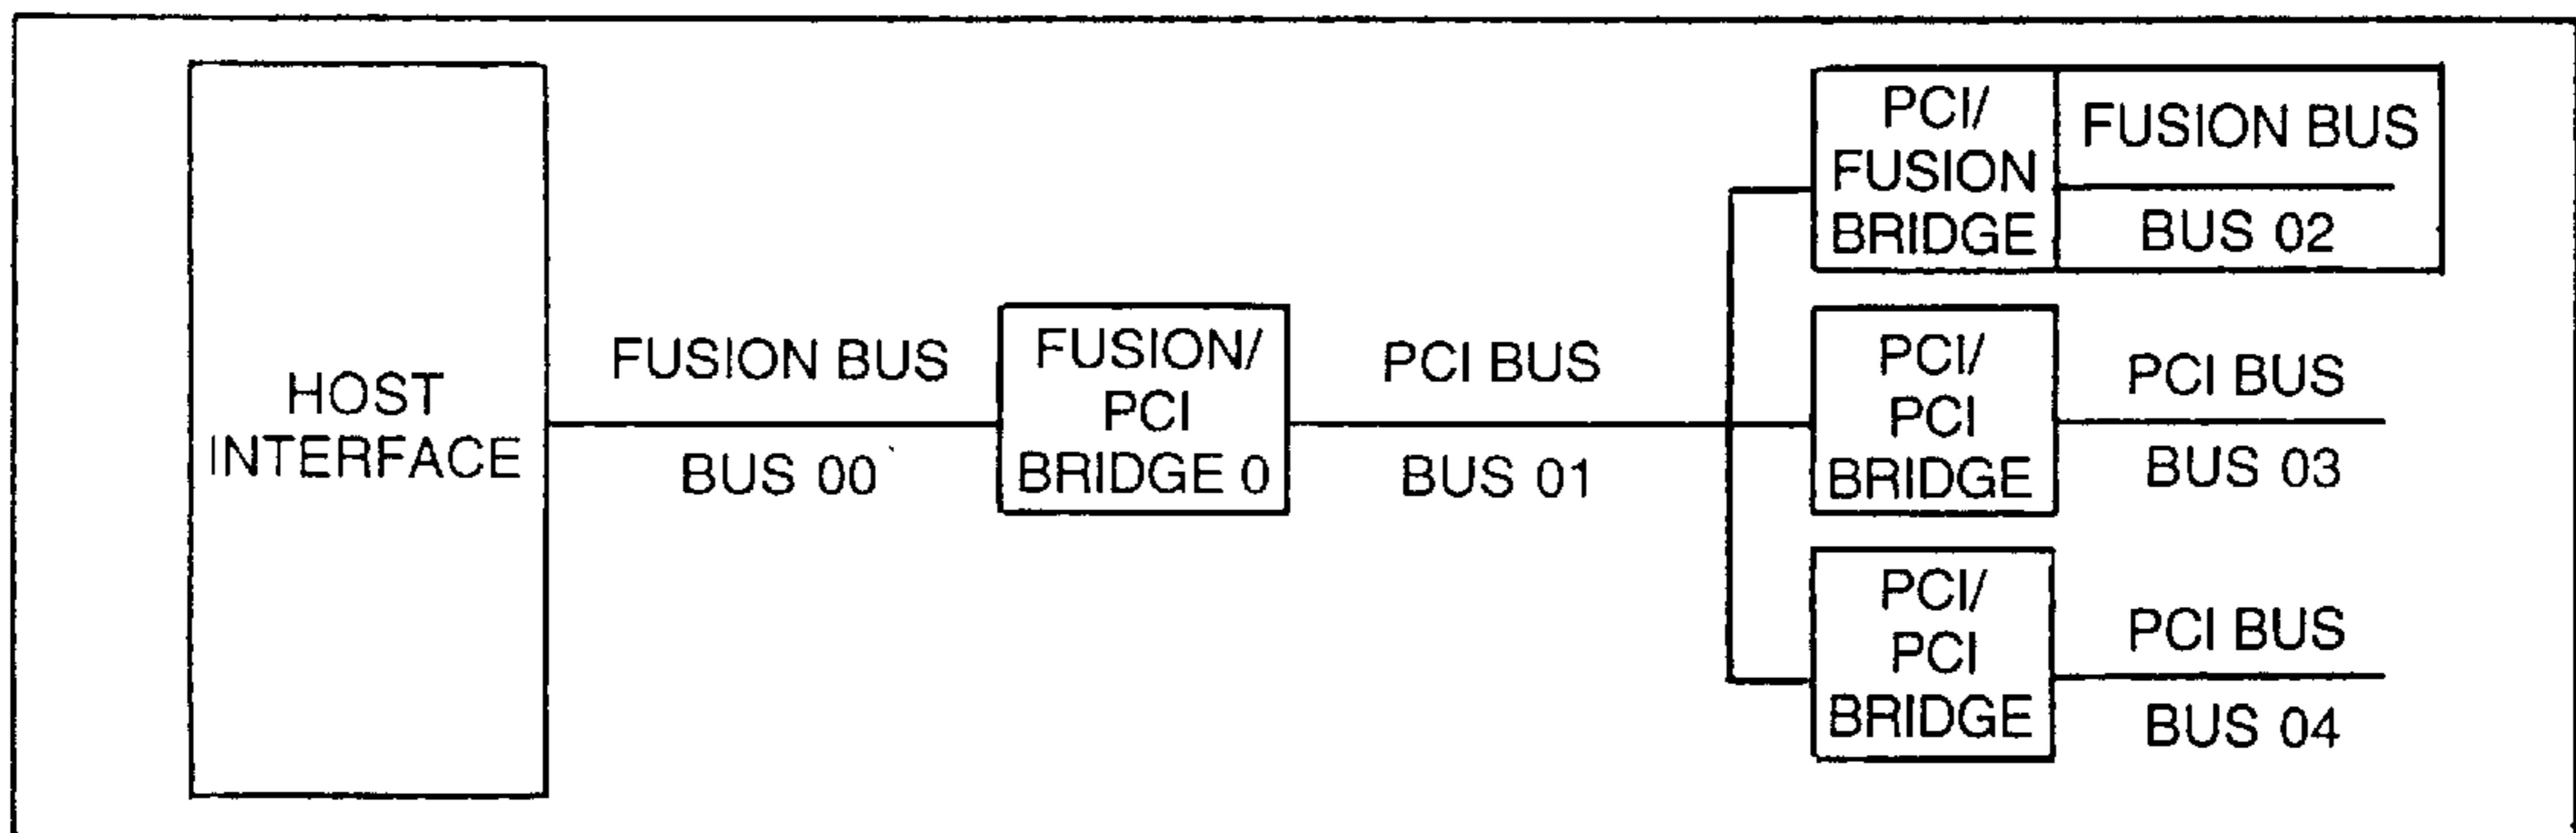 HOST
INTERFACE
FUSION BUS
BUS 00
FUSION/
PCI
BRIDGE 0
PCI BUS
BUS 01
PCI/
FUSION
BRIDGE
FUSION BUS
BUS 02
PCI/
PCI
BRIDGE
PCI BUS
BUS 03
PCI/
PCI
BRIDGE
PCI BUS
BUS 04